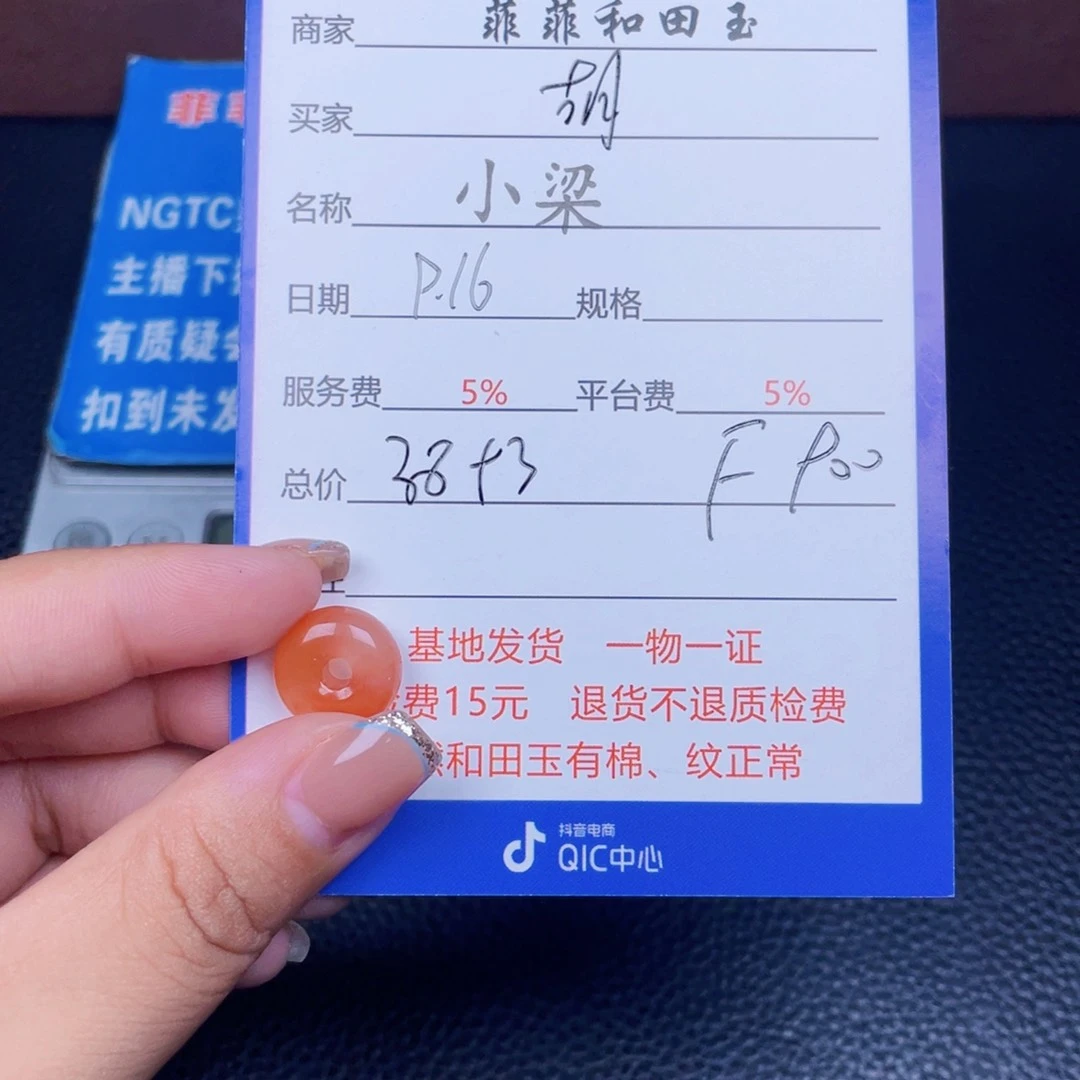 商家 菲菲和田玉
买家 胡
名称 小梁
日期 P.16 规格
服务费 5% 平台费 5%
总价 38+3 F P00
基地发货 一物一证
费15元 退货不退质检费
和田玉有棉、纹正常
抖音电商
QIC中心
菲
NGTC
主播下
有质疑
扣到未发